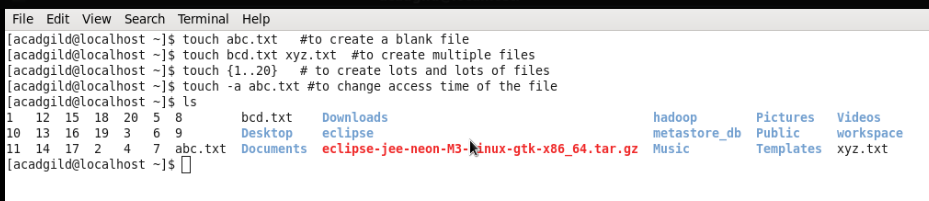 File Edit View Search Terminal Help
[acadgild@localhost ~]$ touch abc.txt   #to create a blank file
[acadgild@localhost ~]$ touch bcd.txt xyz.txt  #to create multiple files
[acadgild@localhost ~]$ touch {1..20}   # to create lots and lots of files
[acadgild@localhost ~]$ touch -a abc.txt #to change access time of the file
[acadgild@localhost ~]$ ls
1   12  15  18  20  5  8        bcd.txt    Downloads                                hadoop        Pictures   Videos
10  13  16  19  3   6  9        Desktop    eclipse                                  metastore_db  Public     workspace
11  14  17  2   4   7  abc.txt  Documents  eclipse-jee-neon-M3-linux-gtk-x86_64.tar.gz  Music         Templates  xyz.txt
[acadgild@localhost ~]$